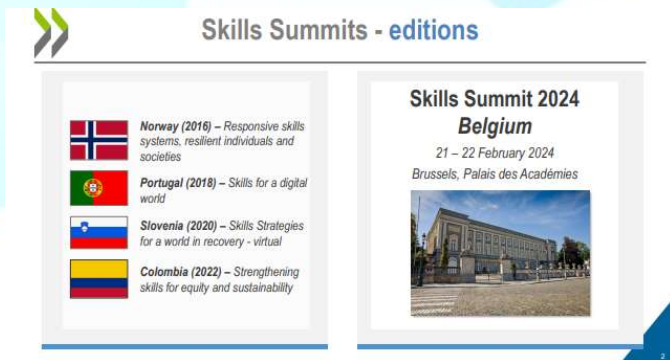 Skills Summits - editions
Norway (2016) – Responsive skills
systems, resilient individuals and
societies
Portugal (2018) – Skills for a digital
world
Slovenia (2020) – Skills Strategies
for a world in recovery - virtual
Colombia (2022) – Strengthening
skills for equity and sustainability
Skills Summit 2024
Belgium
21 – 22 February 2024
Brussels, Palais des Académies
2